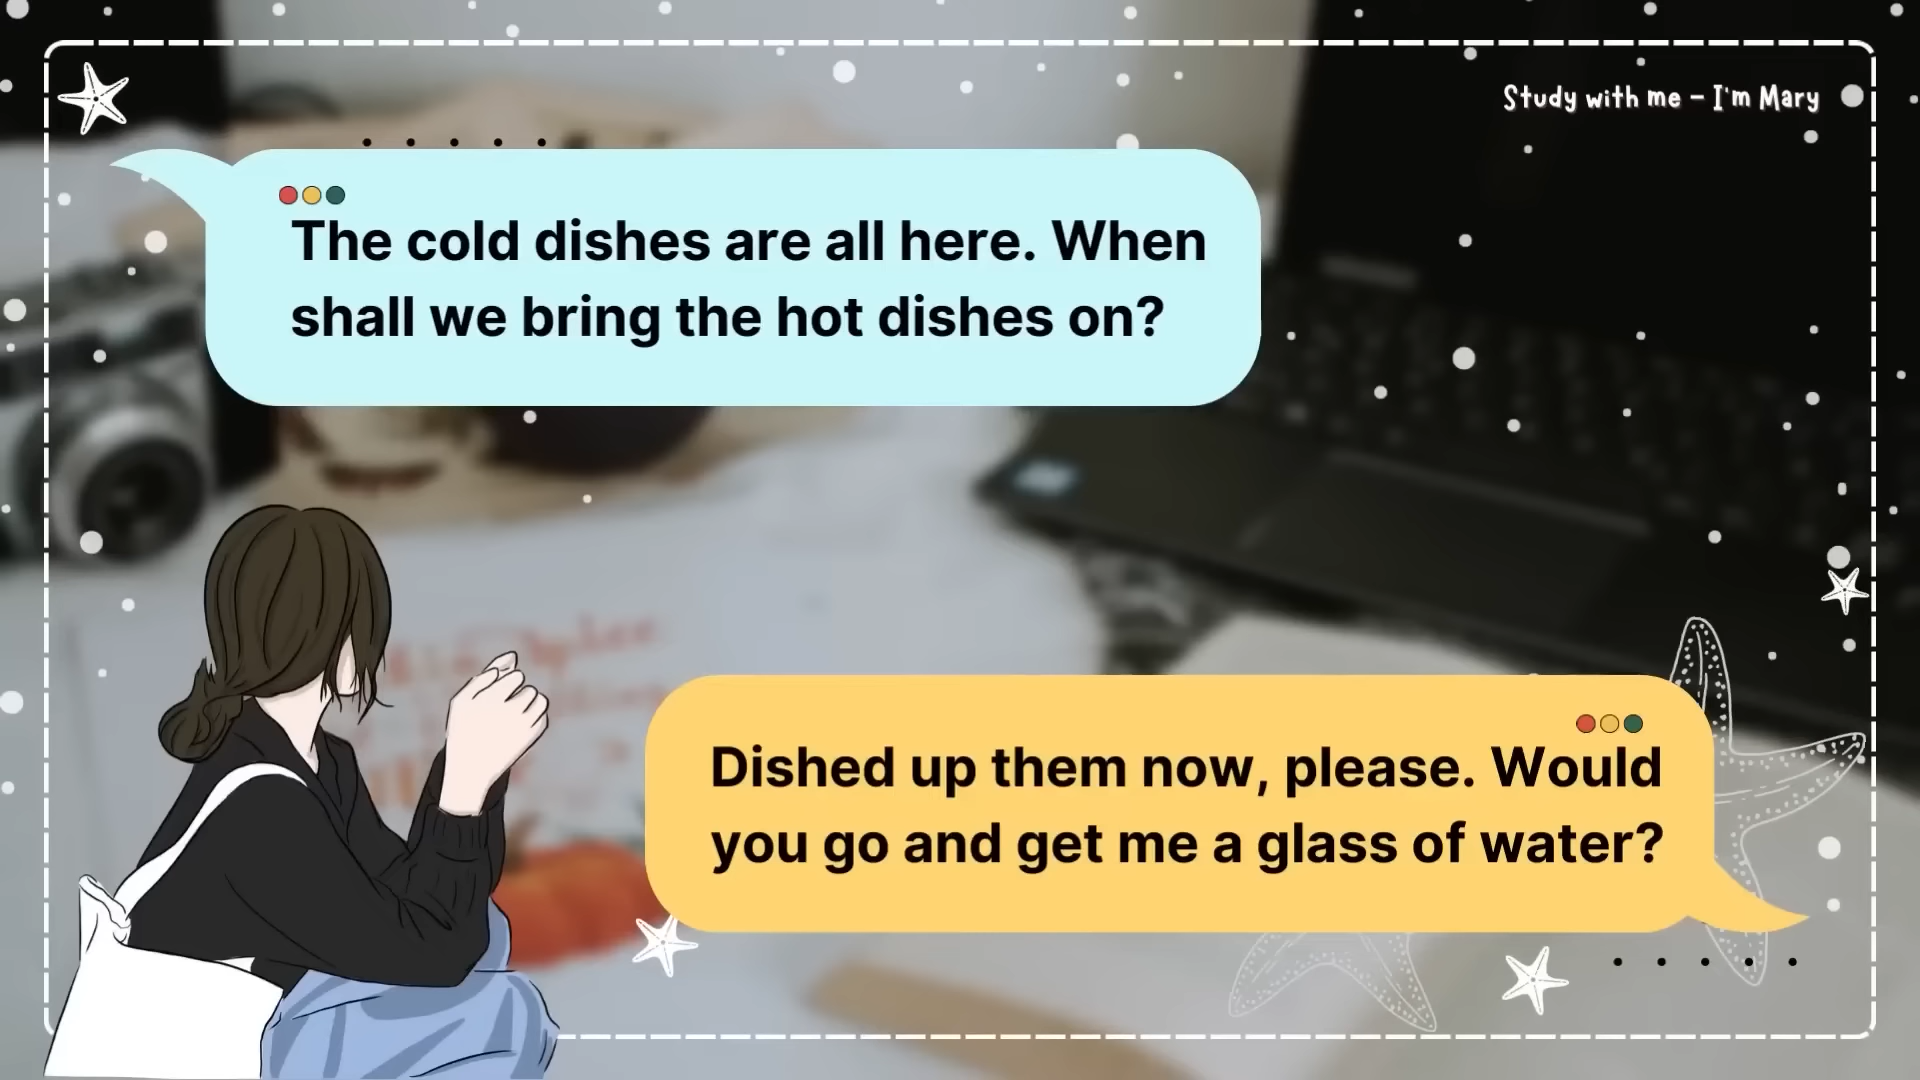 Study with me - I'm Mary
The cold dishes are all here. When
shall we bring the hot dishes on?
Dished up them now, please. Would
you go and get me a glass of water?